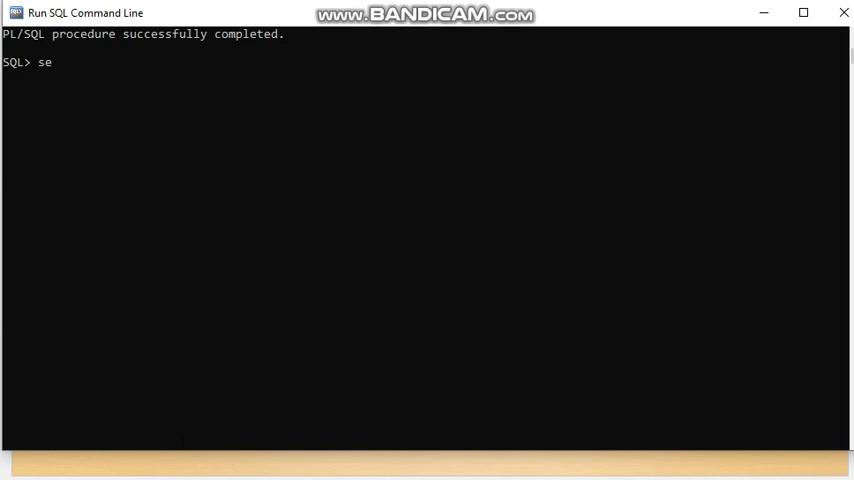 Run SQL Command Line
www.BANDICAM.com
PL/SQL procedure successfully completed.
SQL> se